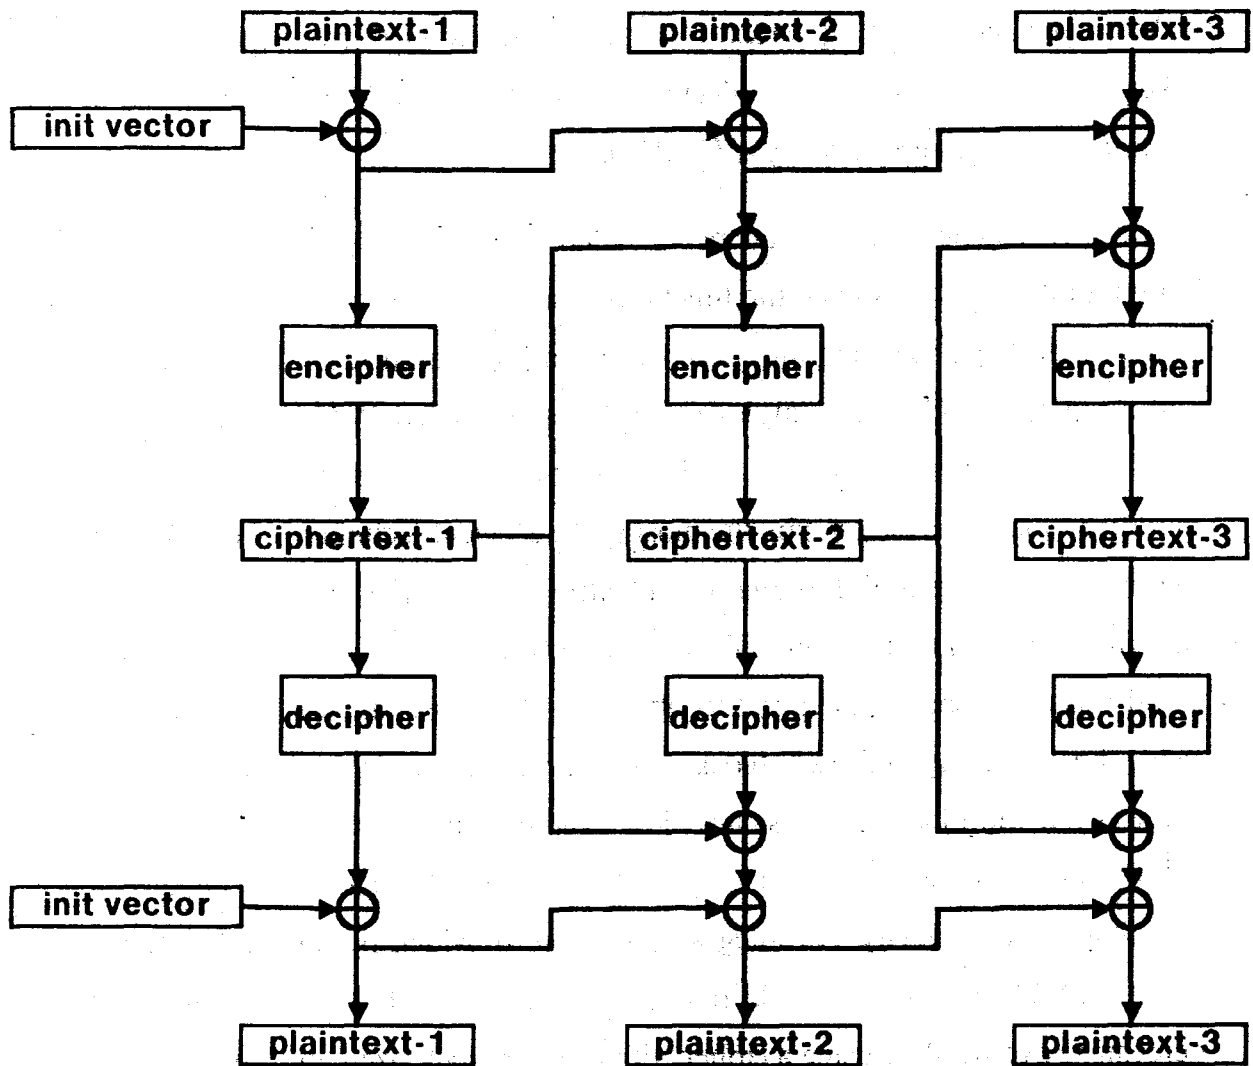 plaintext-1
plaintext-2
plaintext-3
init vector
encipher
encipher
encipher
ciphertext-1
ciphertext-2
ciphertext-3
decipher
decipher
decipher
init vector
plaintext-1
plaintext-2
plaintext-3